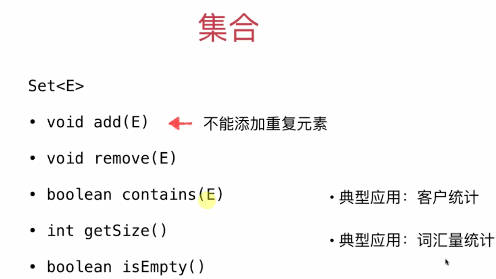 集合
Set<E>
• void add(E)
不能添加重复元素
• void remove(E)
• boolean contains(E)
• 典型应用：客户统计
• int getSize()
• 典型应用：词汇量统计
• boolean isEmpty()